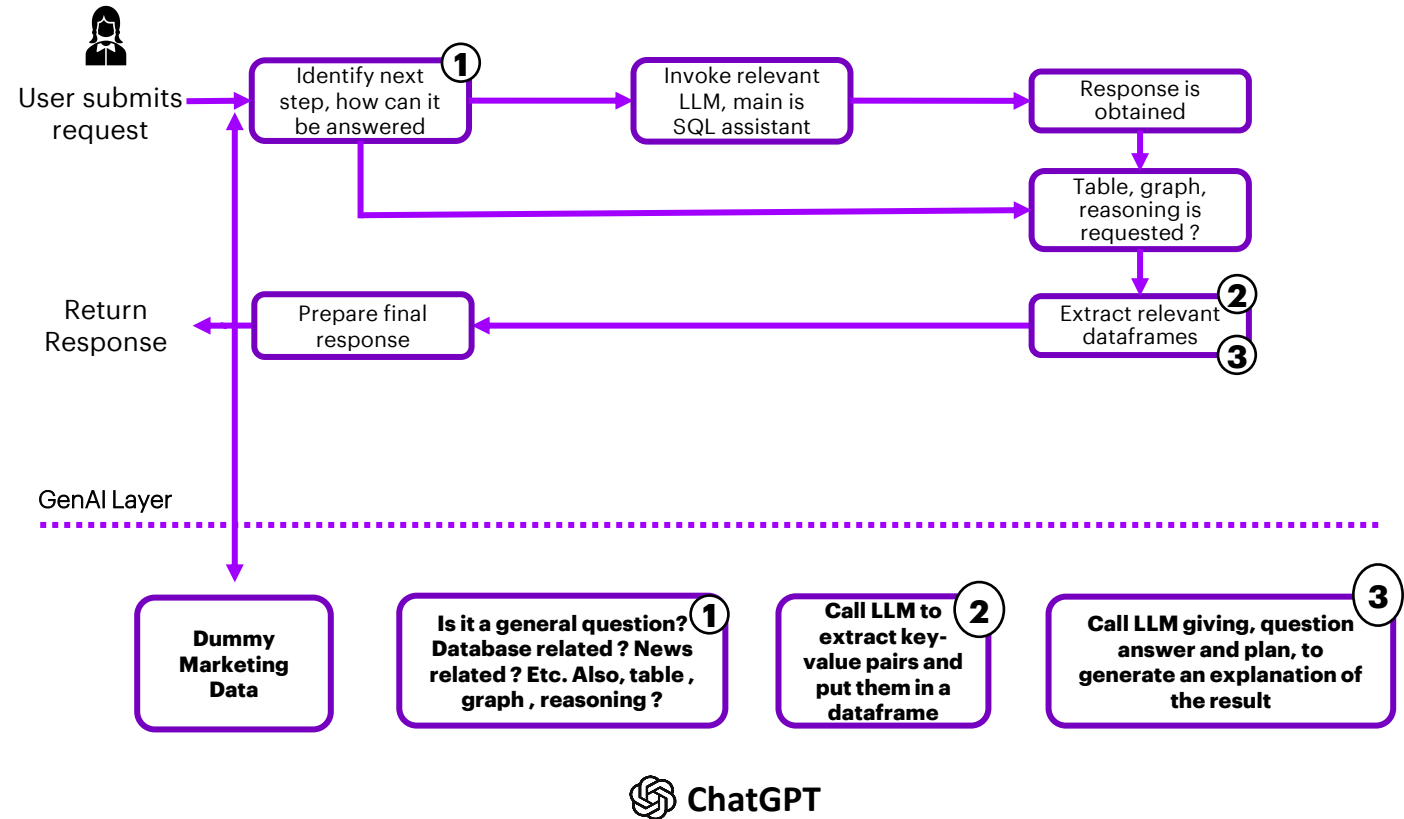 User submits
request
Identify next
step, how can it
be answered
1
Invoke relevant
LLM, main is
SQL assistant
Response is
obtained
Table, graph,
reasoning is
requested ?
Return
Response
Prepare final
response
Extract relevant
dataframes
2
3
GenAI Layer
Dummy
Marketing
Data
Is it a general question?
Database related ? News
related ? Etc. Also, table ,
graph , reasoning ?
1
Call LLM to
extract key-
value pairs and
put them in a
dataframe
2
Call LLM giving, question
answer and plan, to
generate an explanation of
the result
3
ChatGPT